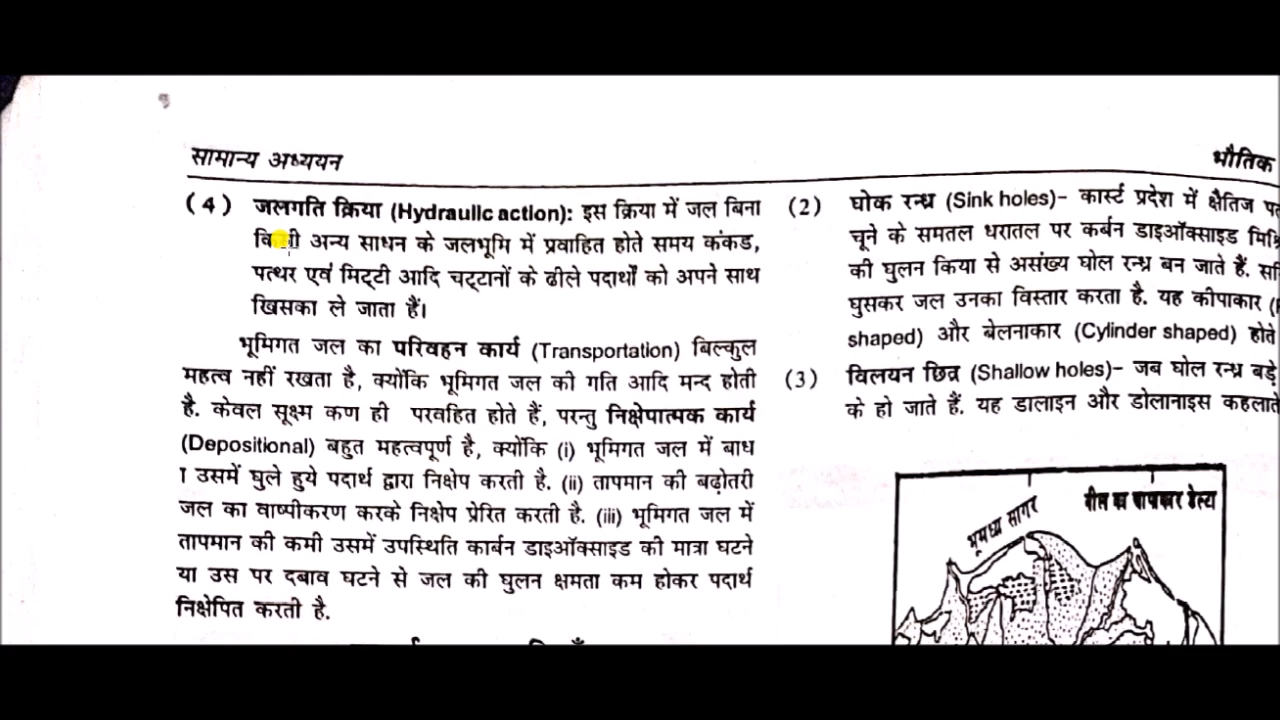 सामान्य अध्ययन
भौतिक
(4) जलगति क्रिया (Hydraulic action): इस क्रिया में जल बिना
अन्य साधन के जलभूमि में प्रवाहित होते समय कंकड,
पत्थर एवं मिट्टी आदि चट्टानों के ढीले पदार्थों को अपने साथ
खिसका ले जाता हैं।
भूमिगत जल का परिवहन कार्य (Transportation) बिल्कुल
महत्व नहीं रखता है, क्योंकि भूमिगत जल की गति आदि मन्द होती
है. केवल सूक्ष्म कण ही परवहित होते हैं, परन्तु निक्षेपात्मक कार्य
(Depositional) बहुत महत्वपूर्ण है, क्योंकि (i) भूमिगत जल में बाध
ा उसमें घुले हुये पदार्थ द्वारा निक्षेप करती है. (ii) तापमान की बढ़ोतरी
जल का वाष्पीकरण करके निक्षेप प्रेरित करती है. (iii) भूमिगत जल में
तापमान की कमी उसमें उपस्थिति कार्बन डाइऑक्साइड की मात्रा घटने
या उस पर दबाव घटने से जल की घुलन क्षमता कम होकर पदार्थ
निक्षेपित करती है.
(2) घोक रन्ध्र (Sink holes)- कार्स्ट प्रदेश में क्षैतिज
चूने के समतल धरातल पर कर्बन डाइऑक्साइड
की घुलन किया से असंख्य घोल रन्ध्र बन जाते हैं.
घुसकर जल उनका विस्तार करता है. यह कीपाकार
shaped) और बेलनाकार (Cylinder shaped) होते
(3) विलयन छिद्र (Shallow holes)- जब घोल रन्ध्र बड़े
के हो जाते हैं. यह डालाइन और डोलानाइस कहलाते
भूमध्य सागर
नील का चापाकार डेल्टा